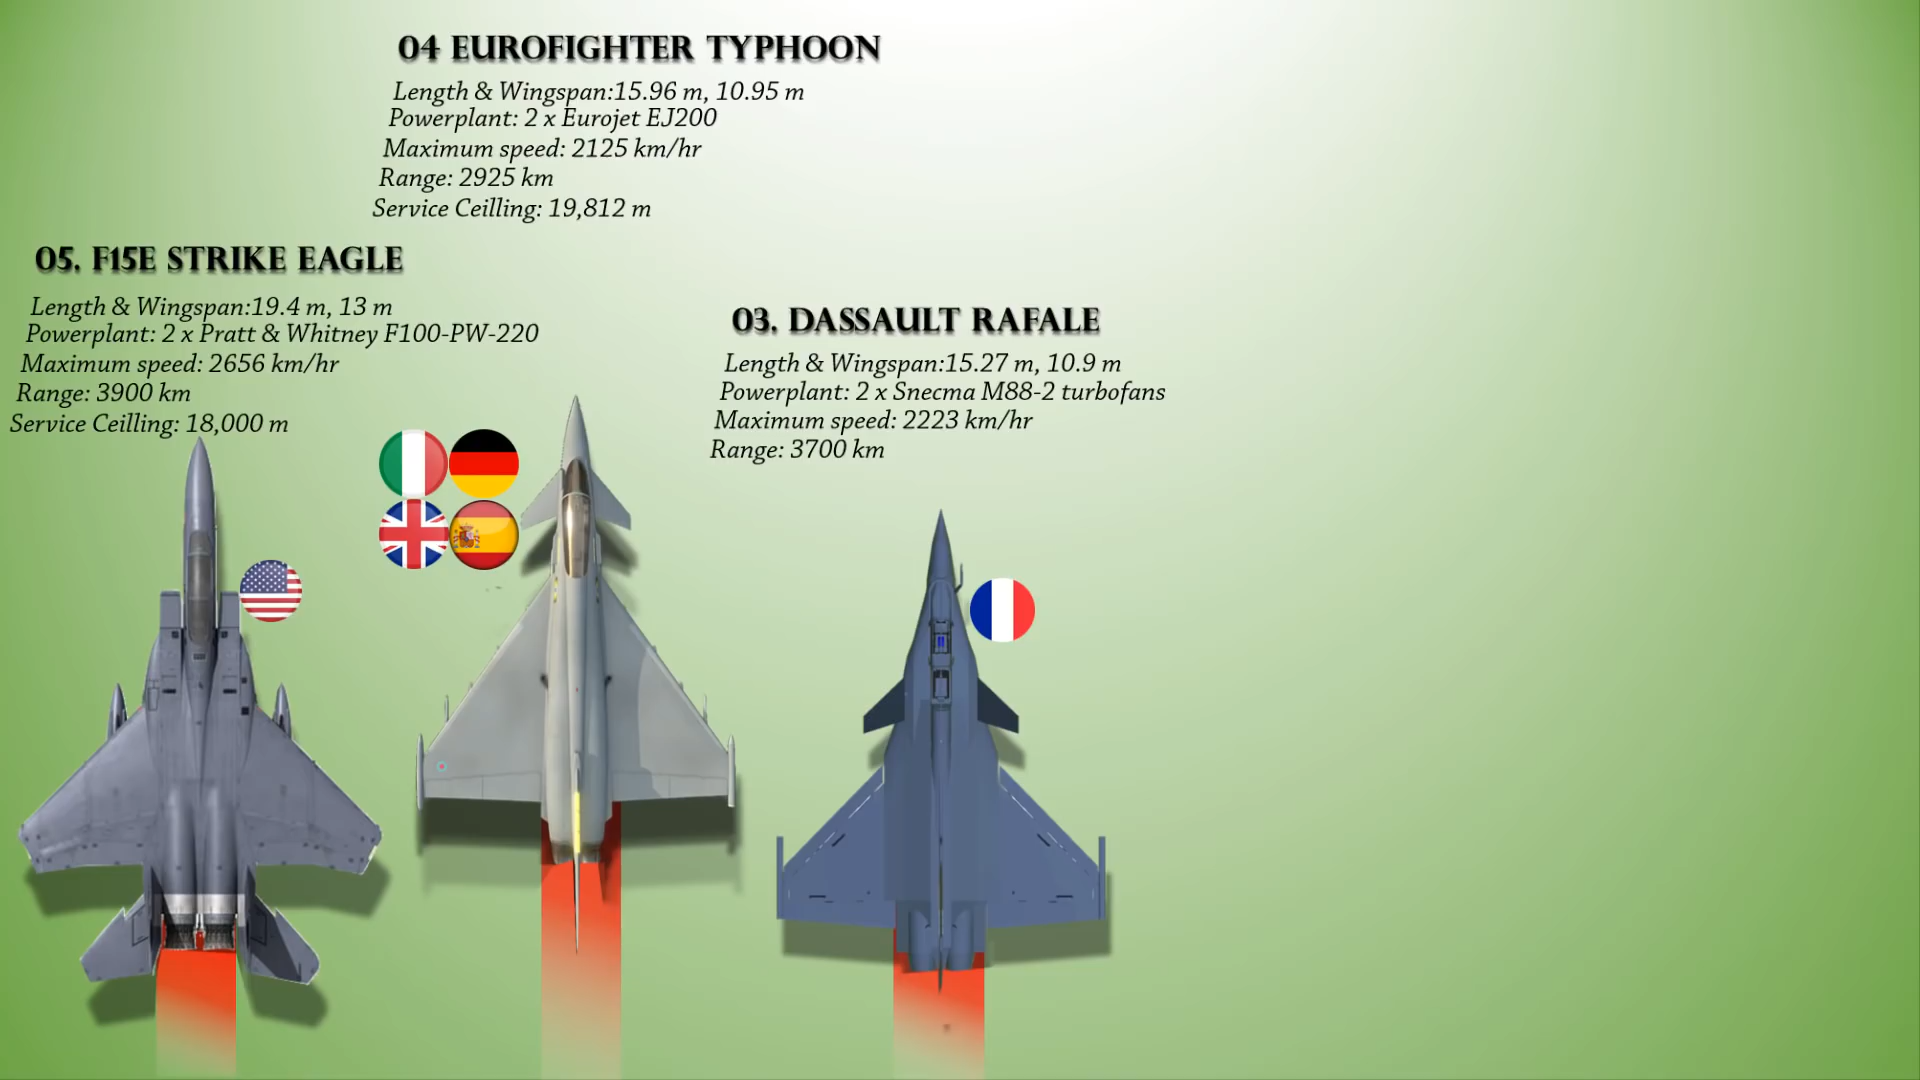 04 EUROFIGHTER TYPHOON
Length & Wingspan:15.96 m, 10.95 m
Powerplant: 2 x Eurojet EJ200
Maximum speed: 2125 km/hr
Range: 2925 km
Service Ceilling: 19,812 m
05. F15E STRIKE EAGLE
Length & Wingspan:19.4 m, 13 m
Powerplant: 2 x Pratt & Whitney F100-PW-220
Maximum speed: 2656 km/hr
Range: 3900 km
Service Ceilling: 18,000 m
03. DASSAULT RAFALE
Length & Wingspan:15.27 m, 10.9 m
Powerplant: 2 x Snecma M88-2 turbofans
Maximum speed: 2223 km/hr
Range: 3700 km